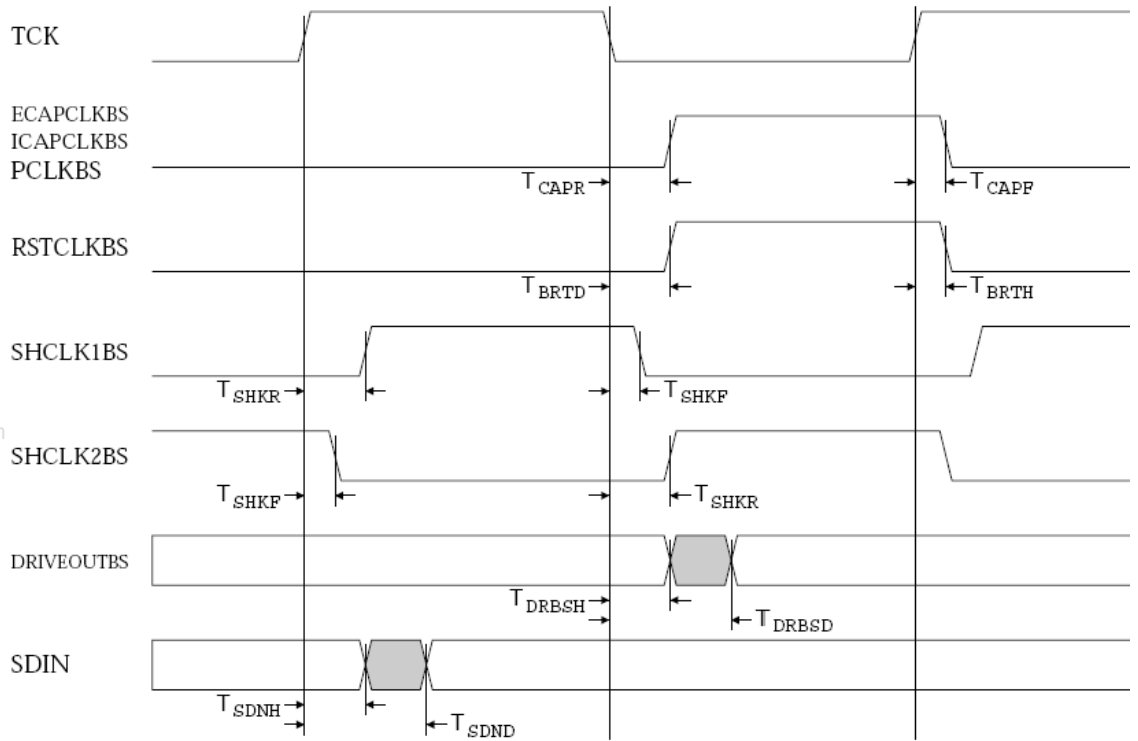 TCK
ECAPCLKBS
ICAPCLKBS
PCLKBS
TCAPR
TCAPF
RSTCLKBS
TBRTD
TBRTH
SHCLK1BS
TSHKR
TSHKF
SHCLK2BS
TSHKF
TSHKR
DRIVEOUTBS
TDRBSH
TDRBSD
SDIN
TSDNH
TSDND